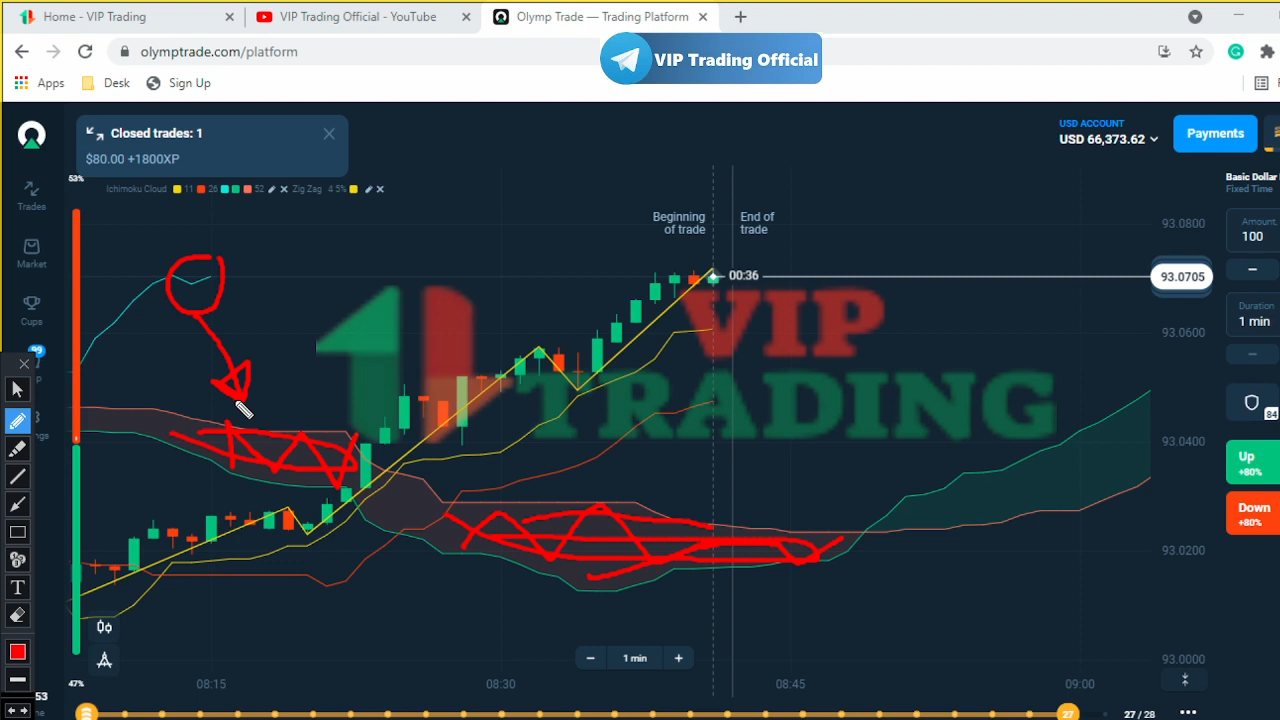 Home - VIP Trading
VIP Trading Official - YouTube
Olymp Trade — Trading Platform
olymptrade.com/platform
VIP Trading Official
Apps
Desk
Sign Up
Closed trades: 1
$80.00 +1800XP
USD ACCOUNT
USD 66,373.62
Payments
53%
Ichimoku Cloud 11 26 52 Zig Zag 4 5%
Trades
Market
Cups
99
Beginning
of trade
End of
trade
00:36
VIP
TRADING
93.0800
93.0705
93.0600
93.0400
93.0200
93.0000
Basic Dollar
Fixed Time
Amount,
100
Duration
1 min
84
Up
+80%
Down
+80%
T
1 min
47%
08:15
08:30
08:45
09:00
53
27
27 / 28